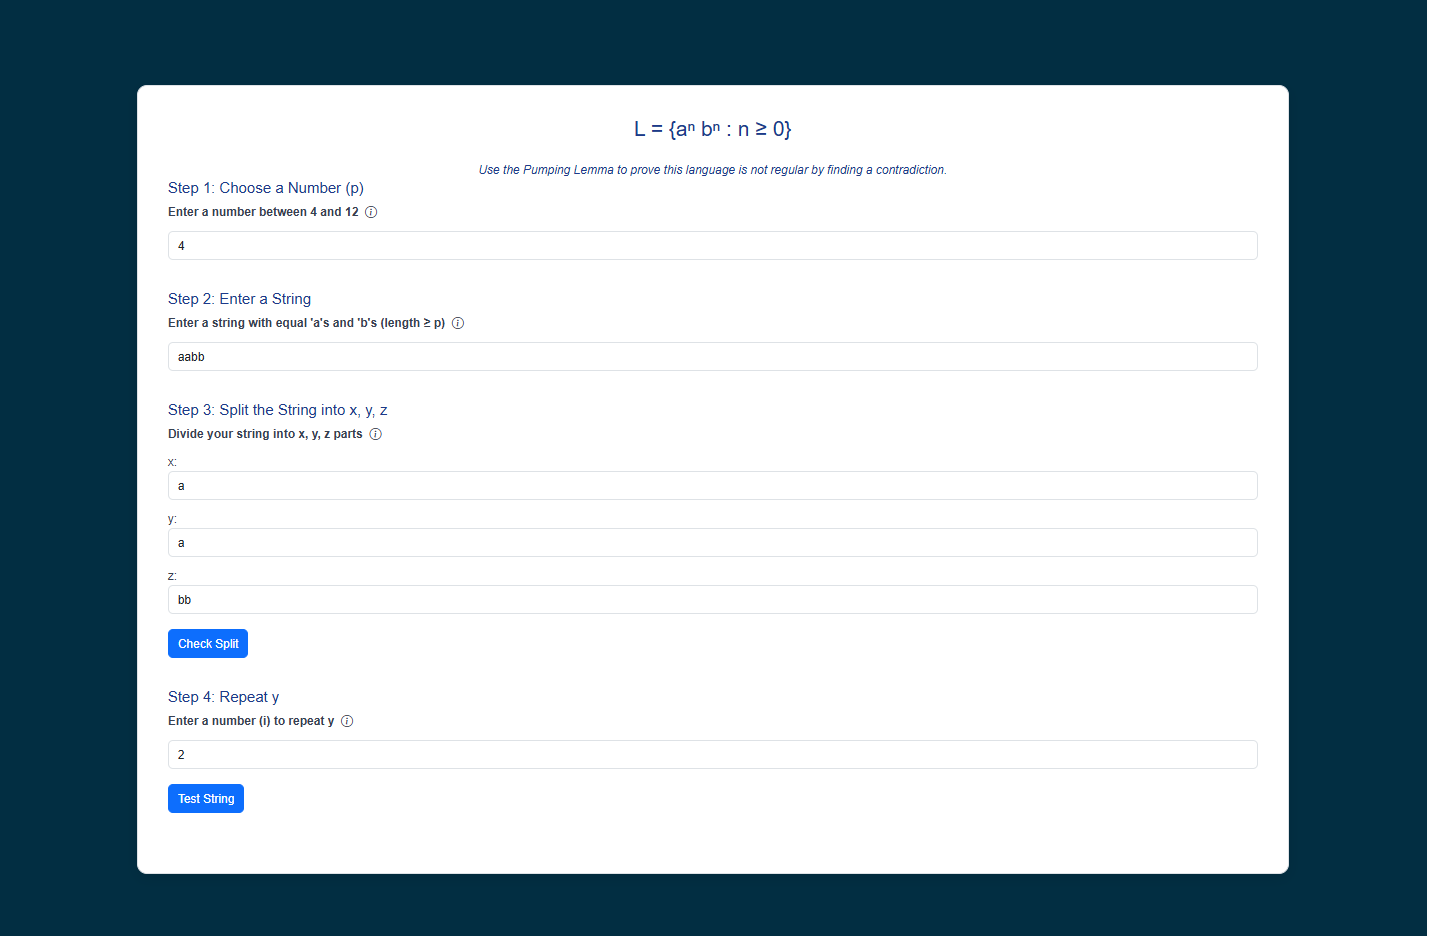 L = {aⁿ bⁿ : n ≥ 0}
Use the Pumping Lemma to prove this language is not regular by finding a contradiction.
Step 1: Choose a Number (p)
Enter a number between 4 and 12
4
Step 2: Enter a String
Enter a string with equal 'a's and 'b's (length ≥ p)
aabb
Step 3: Split the String into x, y, z
Divide your string into x, y, z parts
x:
a
y:
a
z:
bb
Check Split
Step 4: Repeat y
Enter a number (i) to repeat y
2
Test String